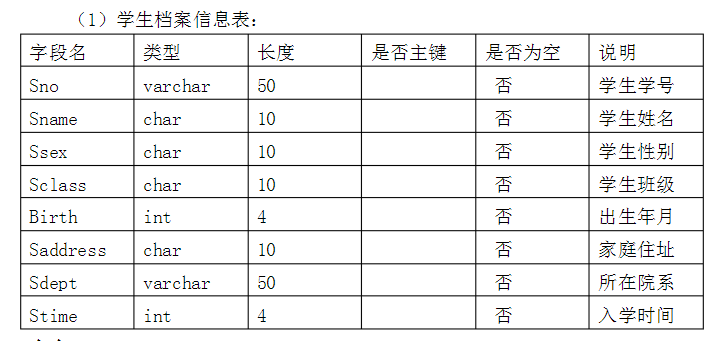 （1）学生档案信息表：
字段名 类型 长度 是否主键 是否为空 说明
Sno varchar 50 否 学生学号
Sname char 10 否 学生姓名
Ssex char 10 否 学生性别
Sclass char 10 否 学生班级
Birth int 4 否 出生年月
Saddress char 10 否 家庭住址
Sdept varchar 50 否 所在院系
Stime int 4 否 入学时间